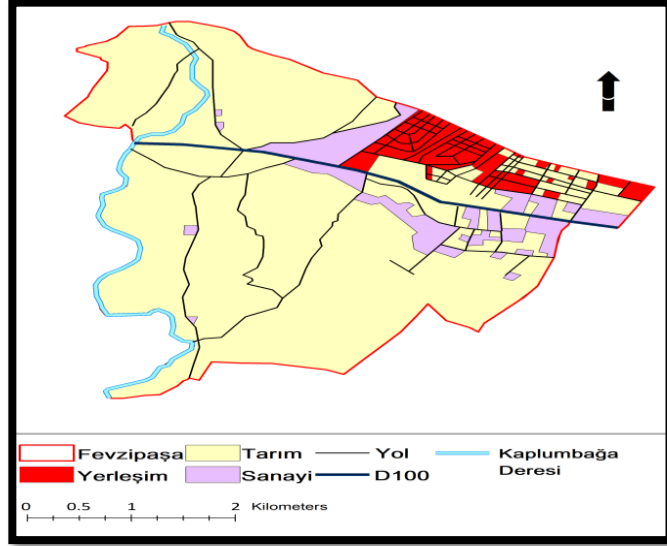 Fevzipaşa Tarım Yol Kaplumbağa
Deresi
Yerleşim Sanayi D100
0 0.5 1 2 Kilometers